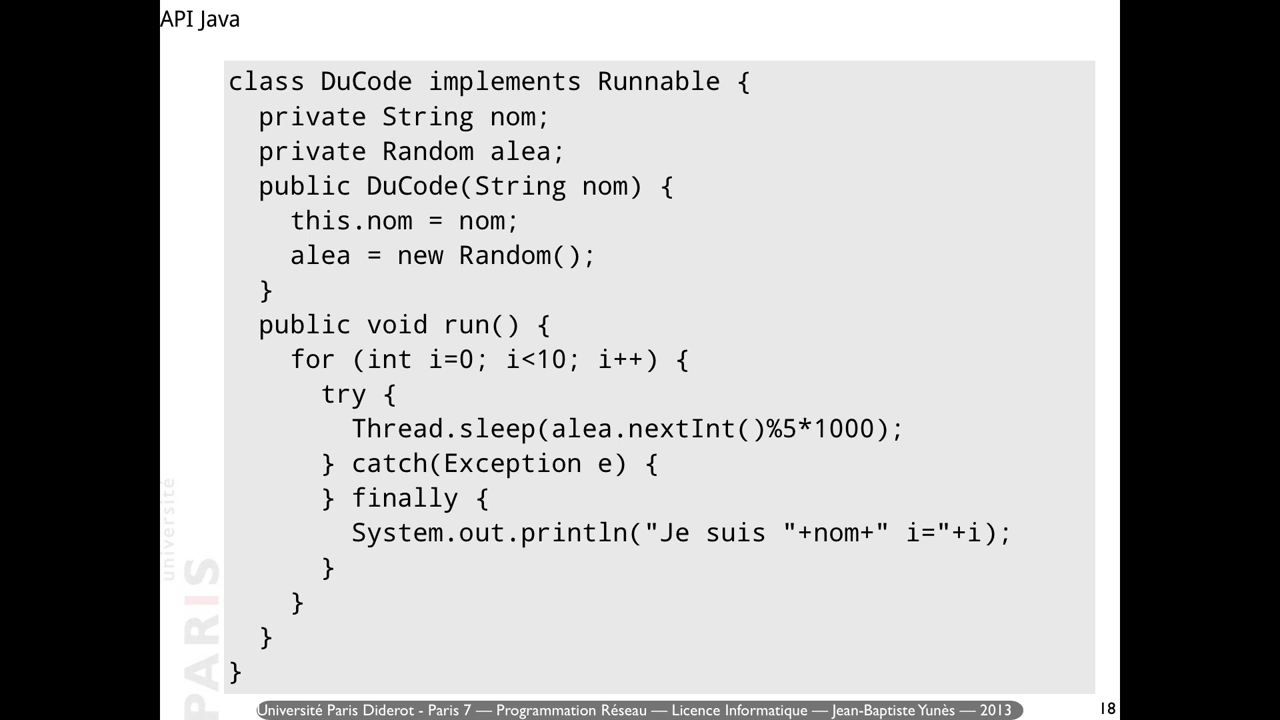 API Java
class DuCode implements Runnable {
  private String nom;
  private Random alea;
  public DuCode(String nom) {
    this.nom = nom;
    alea = new Random();
  }
  public void run() {
    for (int i=0; i<10; i++) {
      try {
        Thread.sleep(alea.nextInt()%5*1000);
      } catch(Exception e) {
      } finally {
        System.out.println("Je suis "+nom+" i="+i);
      }
    }
  }
}
université
PARIS
Université Paris Diderot - Paris 7 — Programmation Réseau — Licence Informatique — Jean-Baptiste Yunès — 2013
18